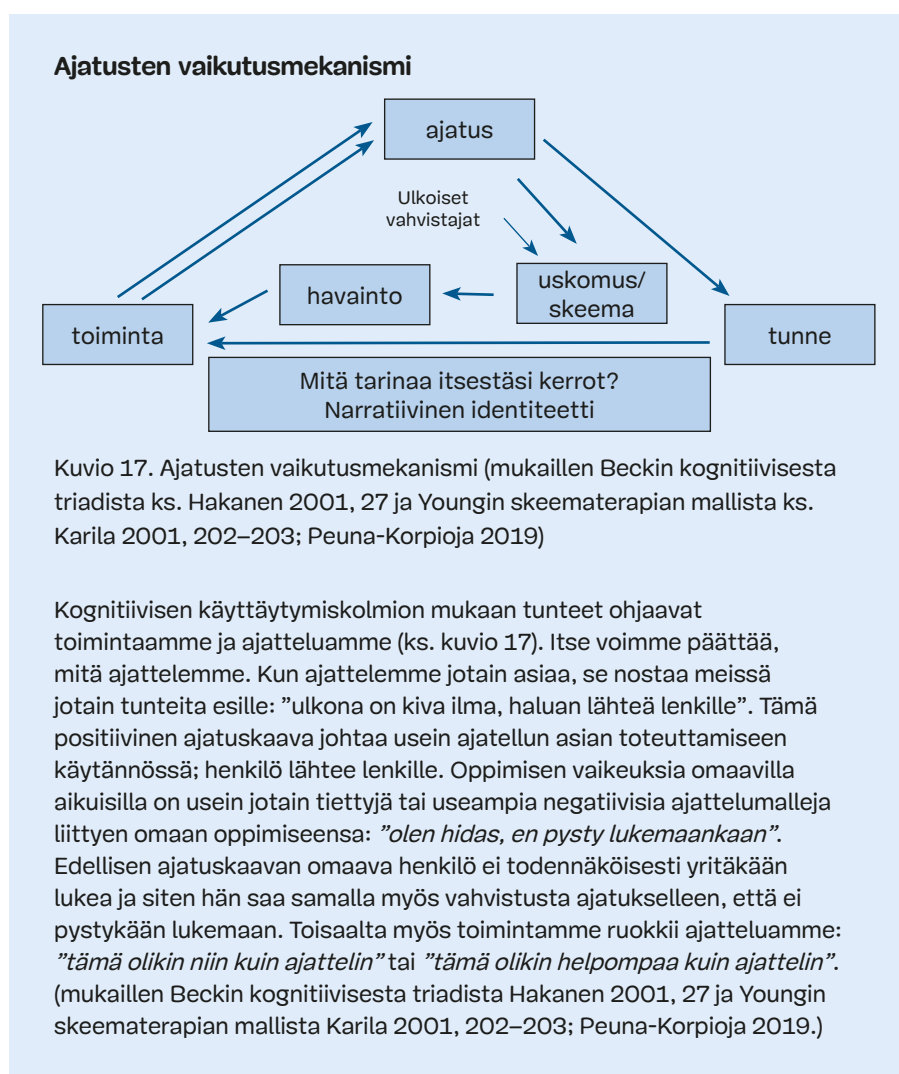 Ajatusten vaikutusmekanismi
ajatus
Ulkoiset
vahvistajat
uskomus/
skeema
havainto
toiminta
tunne
Mitä tarinaa itsestäsi kerrot?
Narratiivinen identiteetti
Kuvio 17. Ajatusten vaikutusmekanismi (mukaillen Beckin kognitiivisesta
triadista ks. Hakanen 2001, 27 ja Youngin skeematerapian mallista ks.
Karila 2001, 202–203; Peuna-Korpioja 2019)
Kognitiivisen käyttäytymiskolmion mukaan tunteet ohjaavat
toimintaamme ja ajatteluamme (ks. kuvio 17). Itse voimme päättää,
mitä ajattelemme. Kun ajattelemme jotain asiaa, se nostaa meissä
jotain tunteita esille: ”ulkona on kiva ilma, haluan lähteä lenkille”. Tämä
positiivinen ajatuskaava johtaa usein ajatellun asian toteuttamiseen
käytännössä; henkilö lähtee lenkille. Oppimisen vaikeuksia omaavilla
aikuisilla on usein jotain tiettyjä tai useampia negatiivisia ajattelumalleja
liittyen omaan oppimiseensa: ”olen hidas, en pysty lukemaankaan”.
Edellisen ajatuskaavan omaava henkilö ei todennäköisesti yritäkään
lukea ja siten hän saa samalla myös vahvistusta ajatukselleen, että ei
pystykään lukemaan. Toisaalta myös toimintamme ruokkii ajatteluamme:
”tämä olikin niin kuin ajattelin” tai ”tämä olikin helpompaa kuin ajattelin”.
(mukaillen Beckin kognitiivisesta triadista Hakanen 2001, 27 ja Youngin
skeematerapian mallista Karila 2001, 202–203; Peuna-Korpioja 2019.)